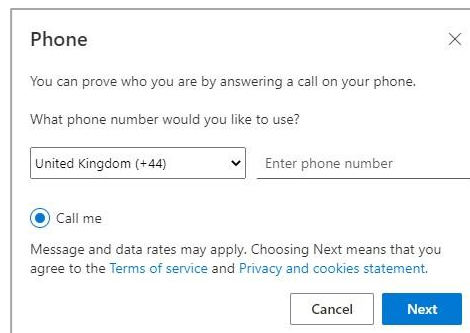 Phone
You can prove who you are by answering a call on your phone.
What phone number would you like to use?
United Kingdom (+44) Enter phone number
Call me
Message and data rates may apply. Choosing Next means that you
agree to the Terms of service and Privacy and cookies statement.
Cancel Next